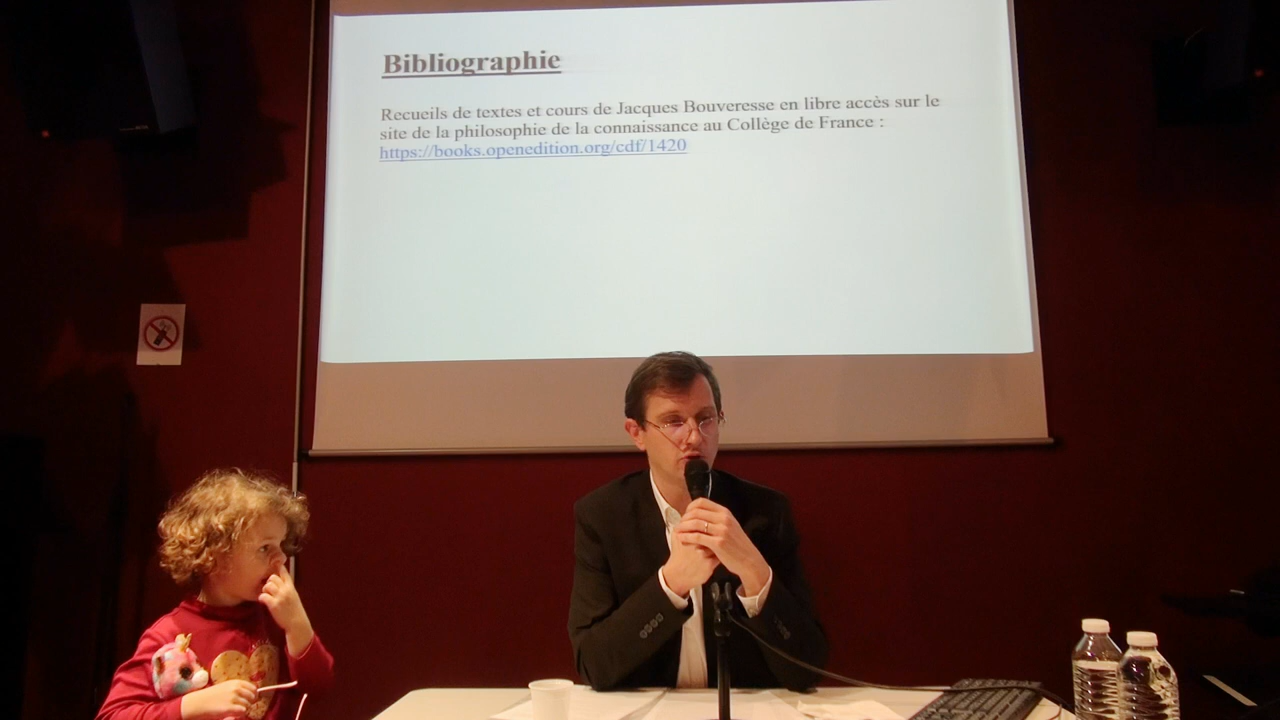 Bibliographie
Recueils de textes et cours de Jacques Bouveresse en libre accès sur le
site de la philosophie de la connaissance au Collège de France :
https://books.openedition.org/cdf/1420